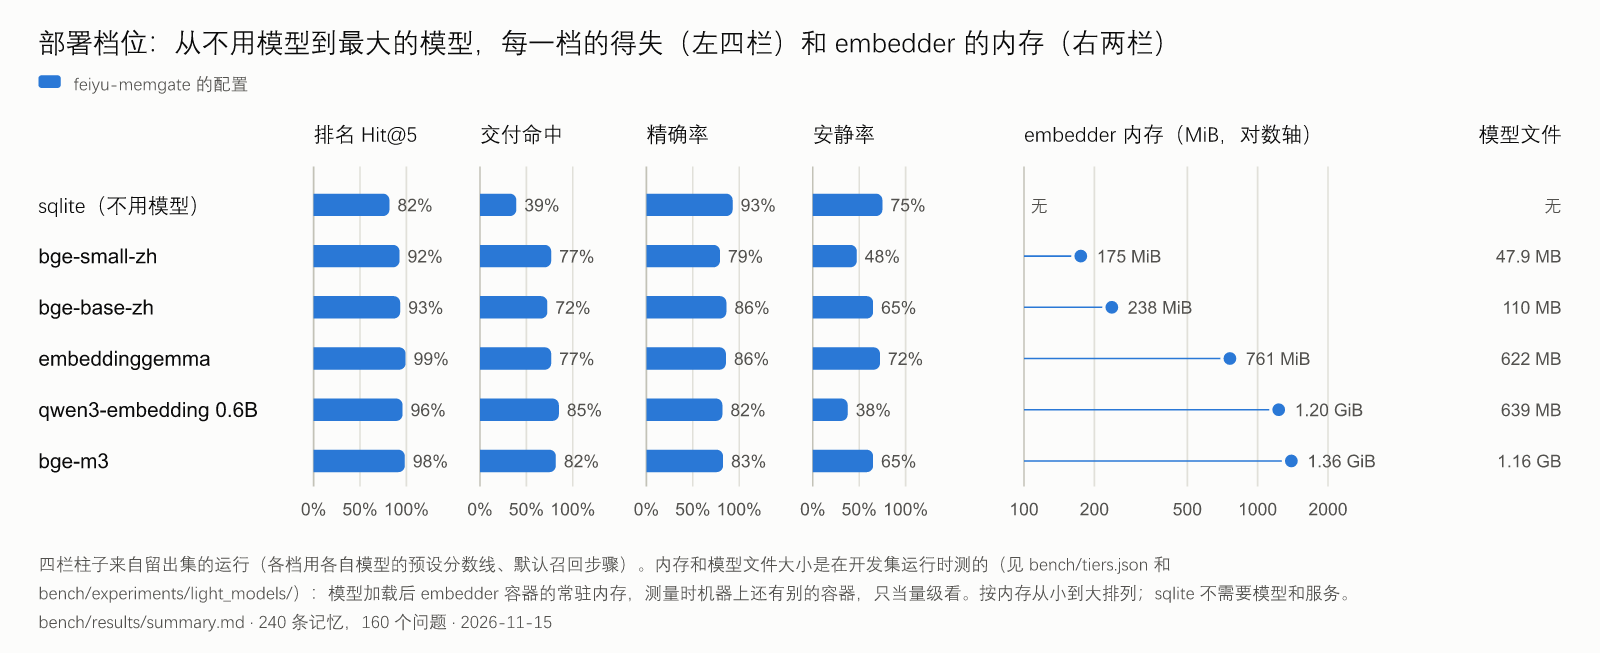 部署档位：从不用模型到最大的模型，每一档的得失（左四栏）和 embedder 的内存（右两栏）
feiyu-memgate 的配置
排名 Hit@5 交付命中 精确率 安静率 embedder 内存（MiB，对数轴） 模型文件
sqlite（不用模型） 82% 39% 93% 75% 无 无
bge-small-zh 92% 77% 79% 48% 175 MiB 47.9 MB
bge-base-zh 93% 72% 86% 65% 238 MiB 110 MB
embeddinggemma 99% 77% 86% 72% 761 MiB 622 MB
qwen3-embedding 0.6B 96% 85% 82% 38% 1.20 GiB 639 MB
bge-m3 98% 82% 83% 65% 1.36 GiB 1.16 GB
0% 50% 100% 0% 50% 100% 0% 50% 100% 0% 50% 100% 100 200 500 1000 2000
四栏柱子来自留出集的运行（各档用各自模型的预设分数线、默认召回步骤）。内存和模型文件大小是在开发集运行时测的（见 bench/tiers.json 和
bench/experiments/light_models/）：模型加载后 embedder 容器的常驻内存，测量时机器上还有别的容器，只当量级看。按内存从小到大排列；sqlite 不需要模型和服务。
bench/results/summary.md · 240 条记忆，160 个问题 · 2026-11-15